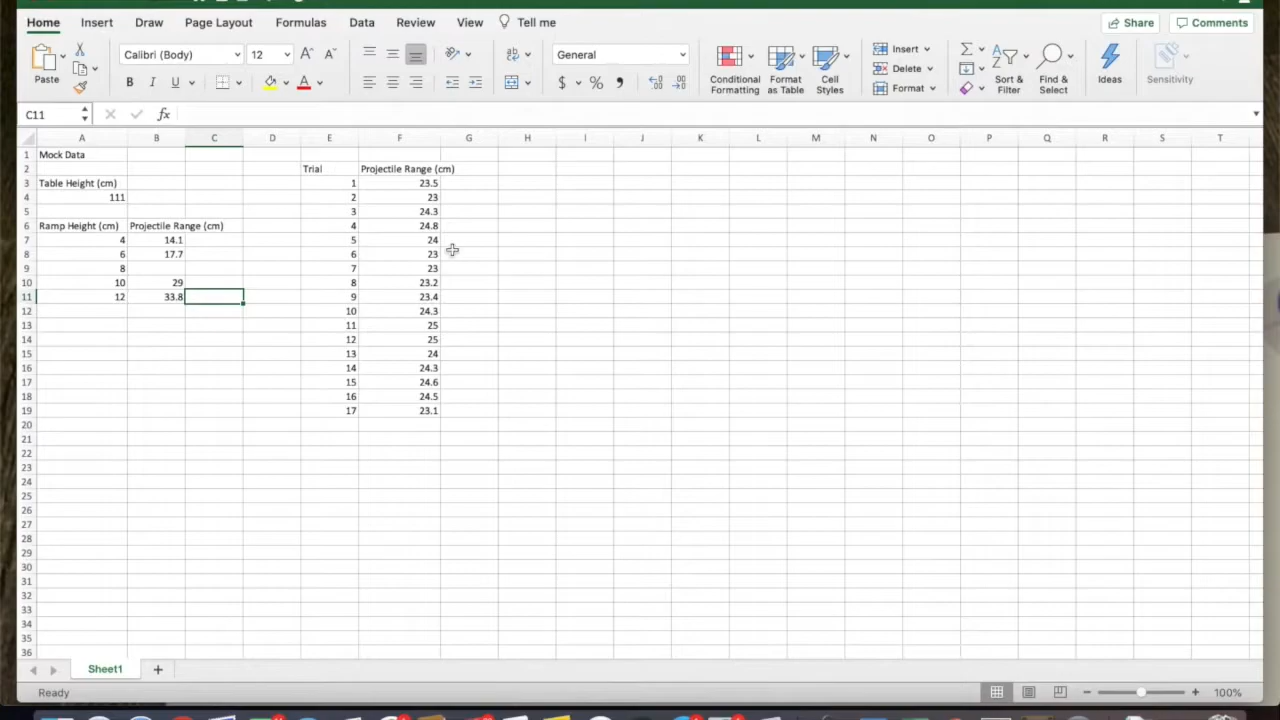 Home Insert Draw Page Layout Formulas Data Review View Tell me Share Comments
Paste Calibri (Body) 12 General Conditional Formatting Format as Table Cell Styles Insert Delete Format Sort & Filter Find & Select Ideas Sensitivity
C11 fx
A B C D E F G H I J K L M N O P Q R S T
1 Mock Data
2 Trial Projectile Range (cm)
3 Table Height (cm) 1 23.5
4 111 2 23
5 3 24.3
6 Ramp Height (cm) Projectile Range (cm) 4 24.8
7 4 14.1 5 24
8 6 17.7 6 23
9 8 7 23
10 10 29 8 23.2
11 12 33.8 9 23.4
12 10 24.3
13 11 25
14 12 25
15 13 24
16 14 24.3
17 15 24.6
18 16 24.5
19 17 23.1
20
21
22
23
24
25
26
27
28
29
30
31
32
33
34
35
36
Sheet1
Ready 100%